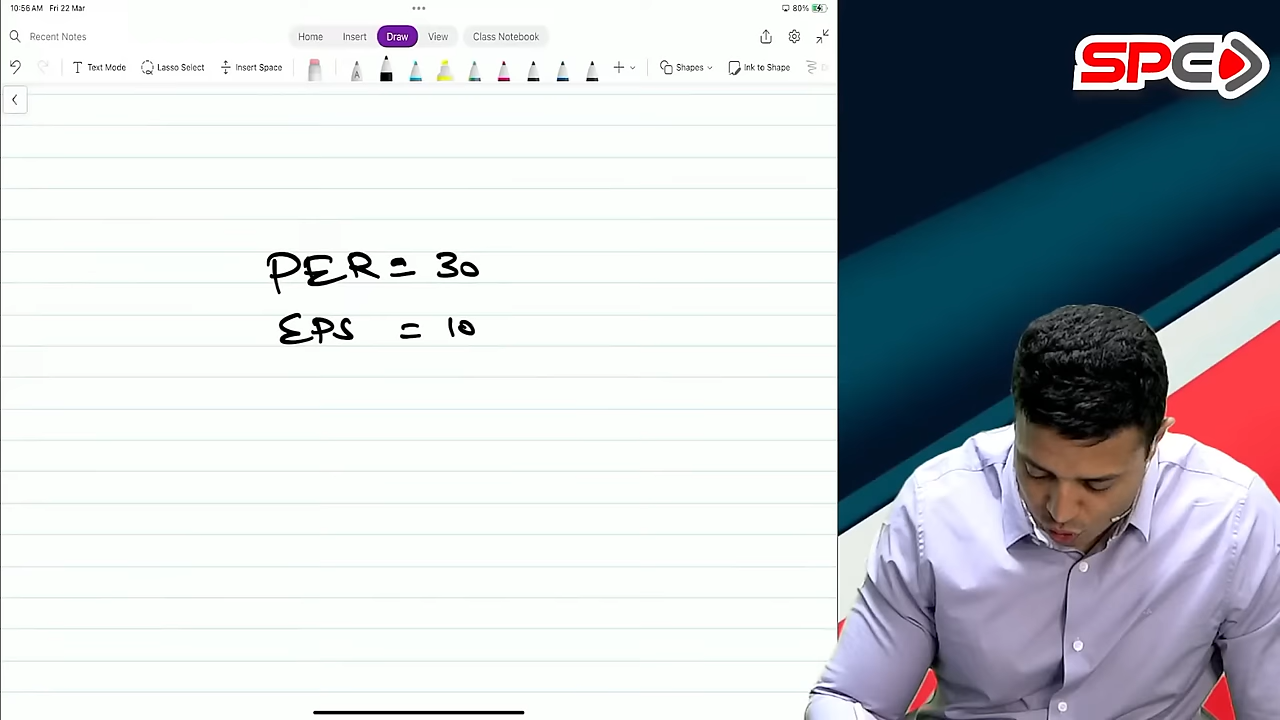 10:56 AM Fri 22 Mar
80%
Recent Notes
Home Insert Draw View Class Notebook
Text Mode Lasso Select Insert Space Shapes Ink to Shape
SPE
PER = 30
EPS = 10